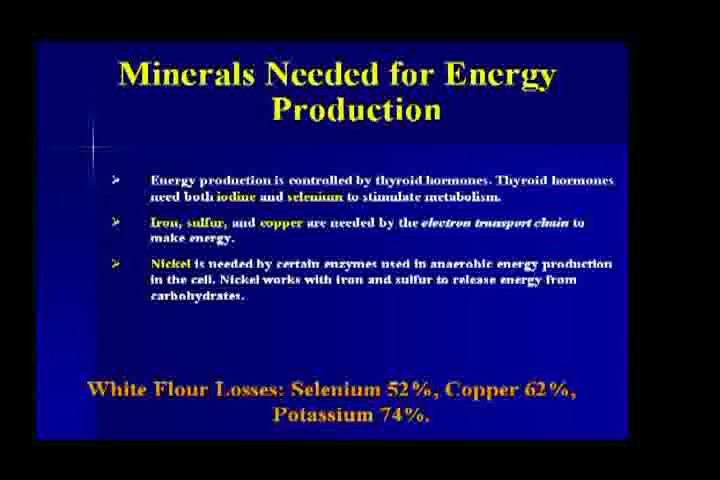 Minerals Needed for Energy
Production
Energy production is controlled by thyroid hormones. Thyroid hormones
need both iodine and selenium to stimulate metabolism.
Iron, sulfur, and copper are needed by the electron transport chain to
make energy.
Nickel is needed by certain enzymes used in anaerobic energy production
in the cell. Nickel works with iron and sulfur to release energy from
carbohydrates.
White Flour Losses: Selenium 52%, Copper 62%,
Potassium 74%.